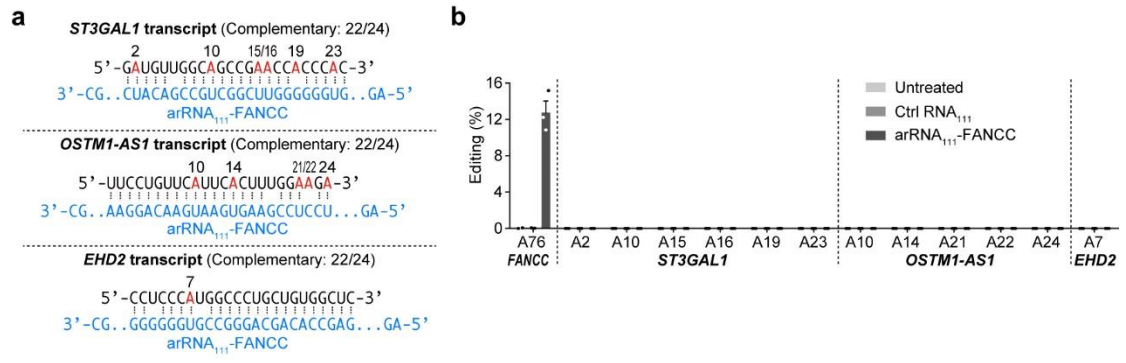 a
ST3GAL1 transcript (Complementary: 22/24)
2 10 15/16 19 23
5’-GAUGUUGGCAGCCGAACCACCCAC-3’
3’-CG..CUACAGCCGUCGGCUUGGGGGGUG..GA-5’
arRNA111-FANCC
OSTM1-AS1 transcript (Complementary: 22/24)
10 14 21/22 24
5’-UUCCUGUUCAUUCACUUUGGAAGA-3’
3’-CG..AAGGACAAGUAAGUGAAGCCUCCU...GA-5’
arRNA111-FANCC
EHD2 transcript (Complementary: 22/24)
7
5’-CCUCCCAUGGCCCUGCUGUGGCUC-3’
3’-CG..GGGGGGUGCCGGGACGACACCGAG...GA-5’
arRNA111-FANCC
b
Editing (%)
16
12
8
4
0
Untreated
Ctrl RNA111
arRNA111-FANCC
A76 A2 A10 A15 A16 A19 A23 A10 A14 A21 A22 A24 A7
FANCC ST3GAL1 OSTM1-AS1 EHD2